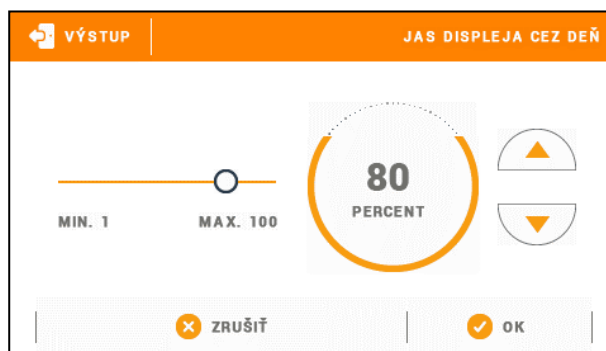 VÝSTUP
JAS DISPLEJA CEZ DEŇ
80
PERCENT
MIN. 1
MAX. 100
ZRUŠIŤ
OK